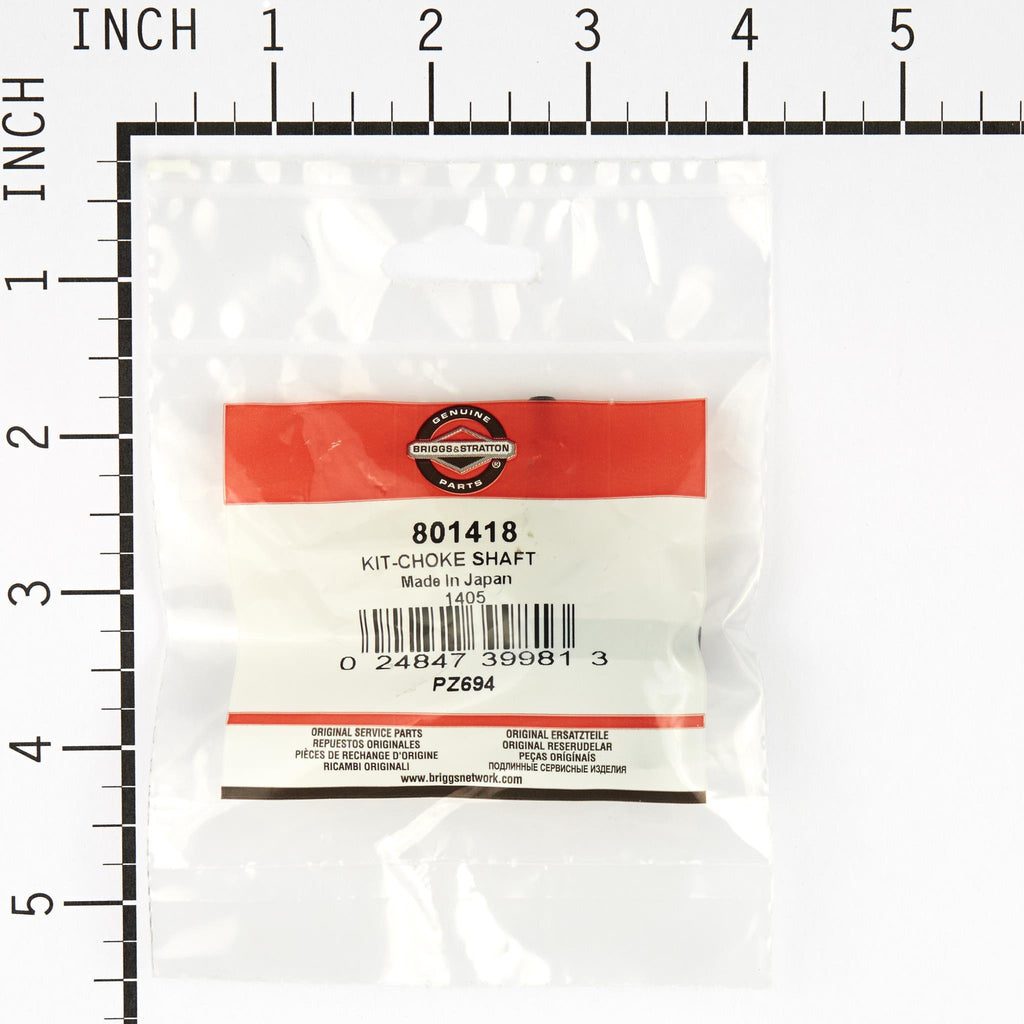 INCH 1 2 3 4 5
INCH
1
2
3
4
5
GENUINE
BRIGGS&STRATTON
®
PARTS
801418
KIT-CHOKE SHAFT
Made In Japan
1405
0 24847 39981 3
PZ694
ORIGINAL SERVICE PARTS
REPUESTOS ORIGINALES
PIÈCES DE RECHANGE D'ORIGINE
RICAMBI ORIGINALI
ORIGINAL ERSATZTEILE
ORIGINAL RESERUDELAR
PEÇAS ORIGÍNAIS
ПОДЛИННЫЕ СЕРВИСНЫЕ ИЗДЕЛИЯ
www.briggsnetwork.com